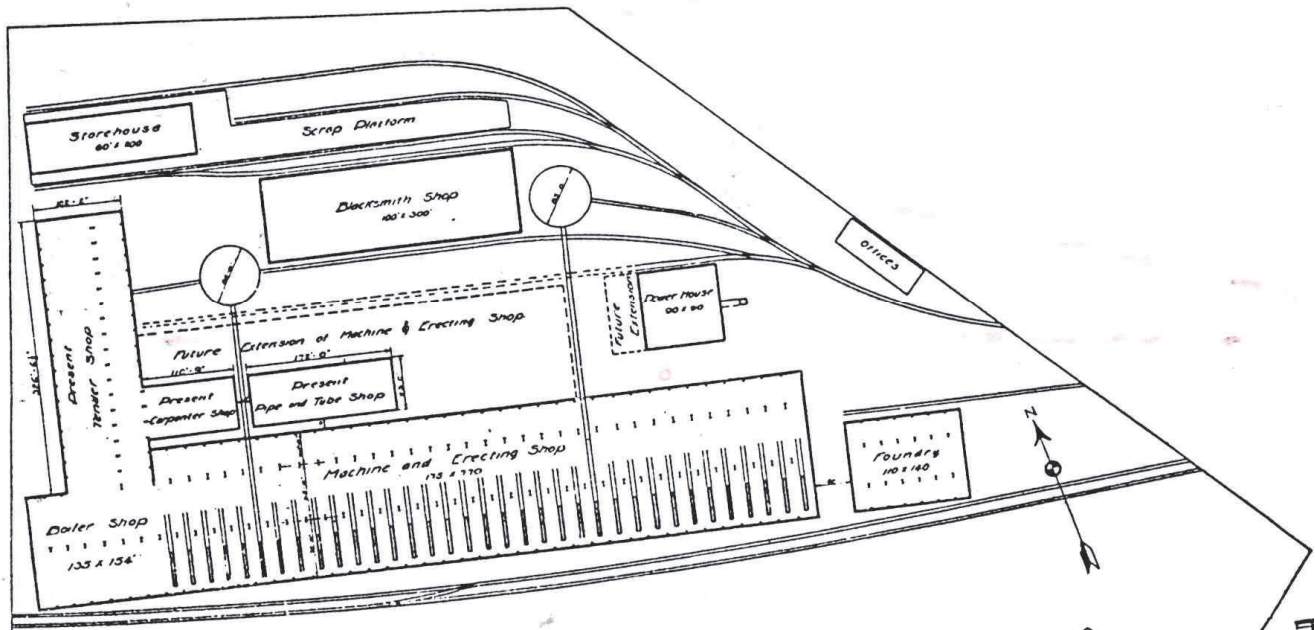 Storehouse
60' x 200'
Scrap Platform
Blacksmith Shop
100' x 300'
Offices
Present
Tender Shop
Future
Extension
Power House
90 x 90
Future Extension of Machine & Erecting Shop
Present
Carpenter Shop
Present
Pipe and Tube Shop
Machine and Erecting Shop
175 x 770
Foundry
110 x 140
Boiler Shop
135 x 154'
N